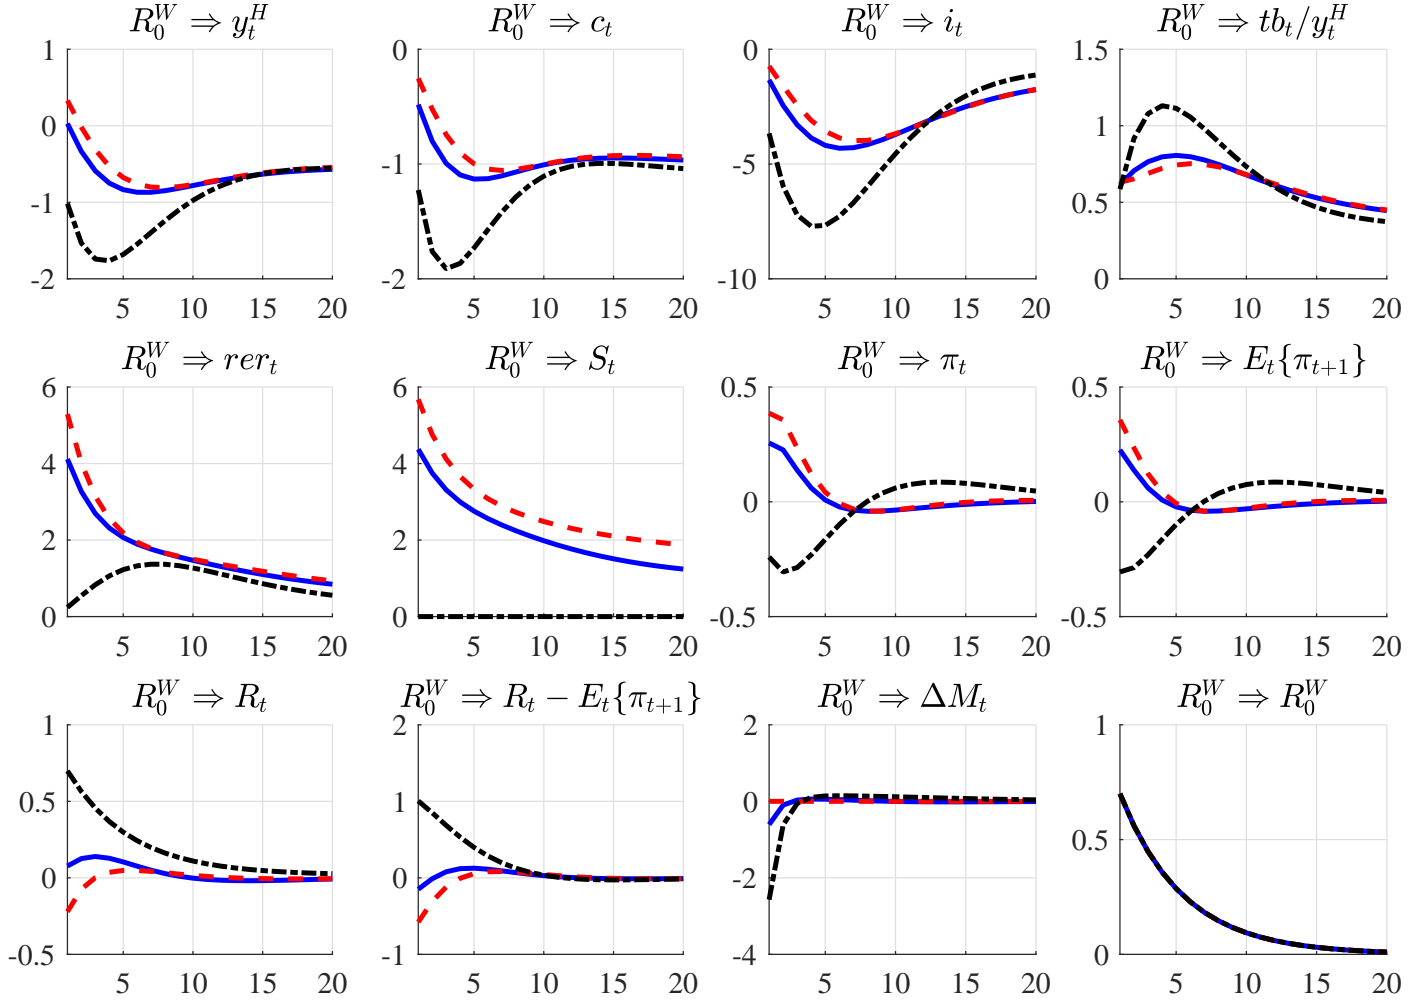 R_0^W ⇒ y_t^H
R_0^W ⇒ c_t
R_0^W ⇒ i_t
R_0^W ⇒ tb_t/y_t^H
1
0
-1
-2
5 10 15 20
0
-1
-2
5 10 15 20
0
-5
-10
5 10 15 20
1.5
1
0.5
0
5 10 15 20
R_0^W ⇒ rer_t
R_0^W ⇒ S_t
R_0^W ⇒ π_t
R_0^W ⇒ E_t{π_{t+1}}
6
4
2
0
5 10 15 20
6
4
2
0
5 10 15 20
0.5
0
-0.5
5 10 15 20
0.5
0
-0.5
5 10 15 20
R_0^W ⇒ R_t
R_0^W ⇒ R_t − E_t{π_{t+1}}
R_0^W ⇒ ΔM_t
R_0^W ⇒ R_0^W
1
0.5
0
-0.5
5 10 15 20
2
1
0
-1
5 10 15 20
2
0
-2
-4
5 10 15 20
1
0.5
0
5 10 15 20